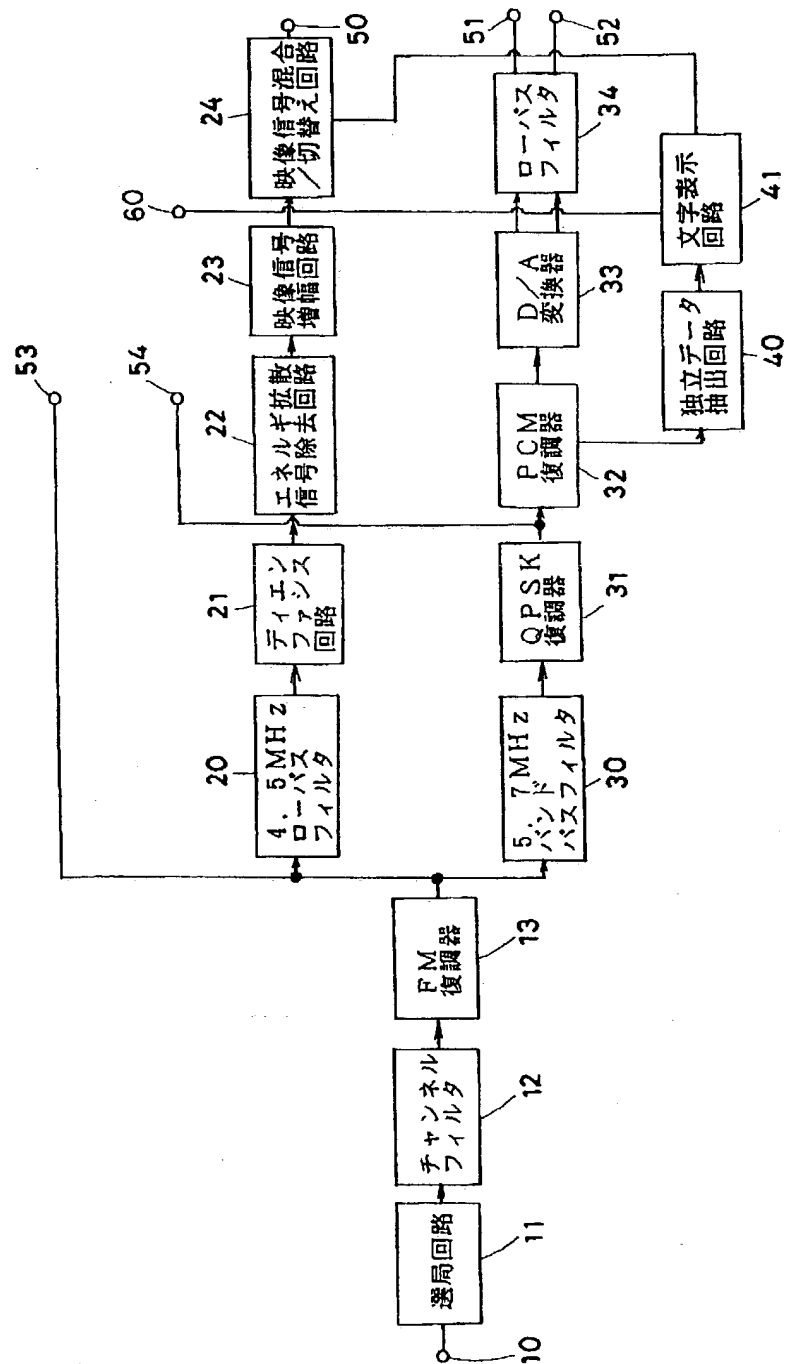 10
選局回路
11
チャンネル
フィルタ
12
FM
復調器
13
4.5MHz
ローパス
フィルタ
20
ディエン
ファシス
回路
21
エネルギ拡散
信号除去回路
22
映像信号
増幅回路
23
映像信号混合
/切替え回路
24
50
53
54
60
5.7MHz
バンド
パスフィルタ
30
QPSK
復調器
31
PCM
復調器
32
D/A
変換器
33
ローパス
フィルタ
34
51
52
独立データ
抽出回路
40
文字表示
回路
41